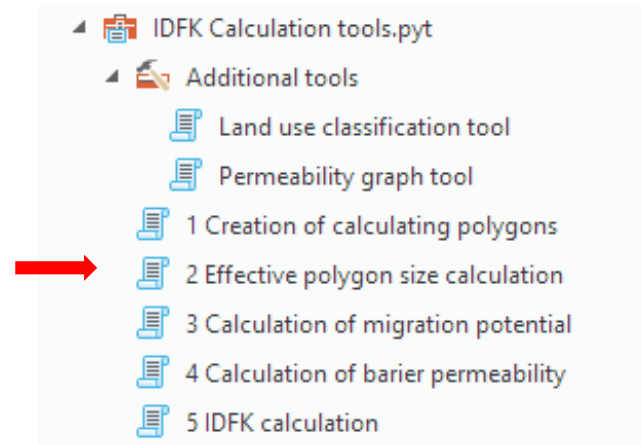 IDFK Calculation tools.pyt
Additional tools
Land use classification tool
Permeability graph tool
1 Creation of calculating polygons
2 Effective polygon size calculation
3 Calculation of migration potential
4 Calculation of barier permeability
5 IDFK calculation